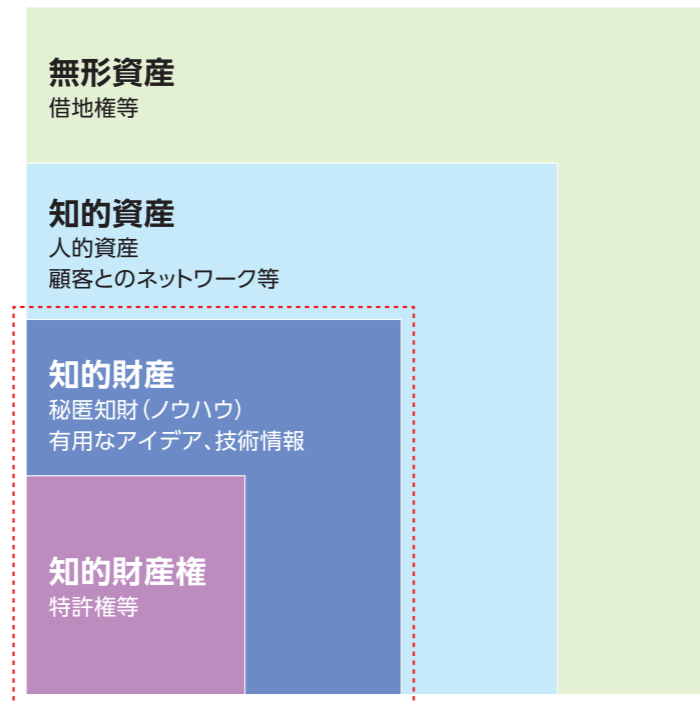 無形資産
借地権等
知的資産
人的資産
顧客とのネットワーク等
知的財産
秘匿知財(ノウハウ)
有用なアイデア、技術情報
知的財産権
特許権等